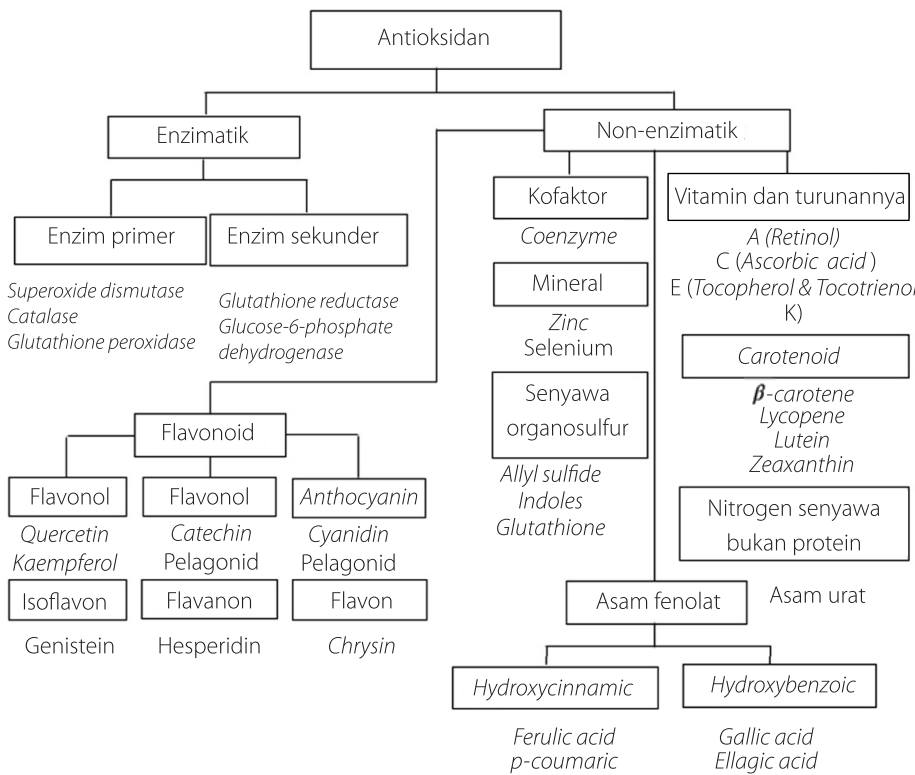 Antioksidan
Enzimatik
Non-enzimatik
Enzim primer
Superoxide dismutase
Catalase
Glutathione peroxidase
Enzim sekunder
Glutathione reductase
Glucose-6-phosphate
dehydrogenase
Kofaktor
Coenzyme
Mineral
Zinc
Selenium
Senyawa
organosulfur
Allyl sulfide
Indoles
Glutathione
Vitamin dan turunannya
A (Retinol)
C (Ascorbic acid )
E (Tocopherol & Tocotrienol
K)
Carotenoid
β-carotene
Lycopene
Lutein
Zeaxanthin
Nitrogen senyawa
bukan protein
Asam urat
Flavonoid
Flavonol
Quercetin
Kaempferol
Flavonol
Catechin
Pelagonid
Anthocyanin
Cyanidin
Pelagonid
Isoflavon
Genistein
Flavanon
Hesperidin
Flavon
Chrysin
Asam fenolat
Hydroxycinnamic
Ferulic acid
p-coumaric
Hydroxybenzoic
Gallic acid
Ellagic acid